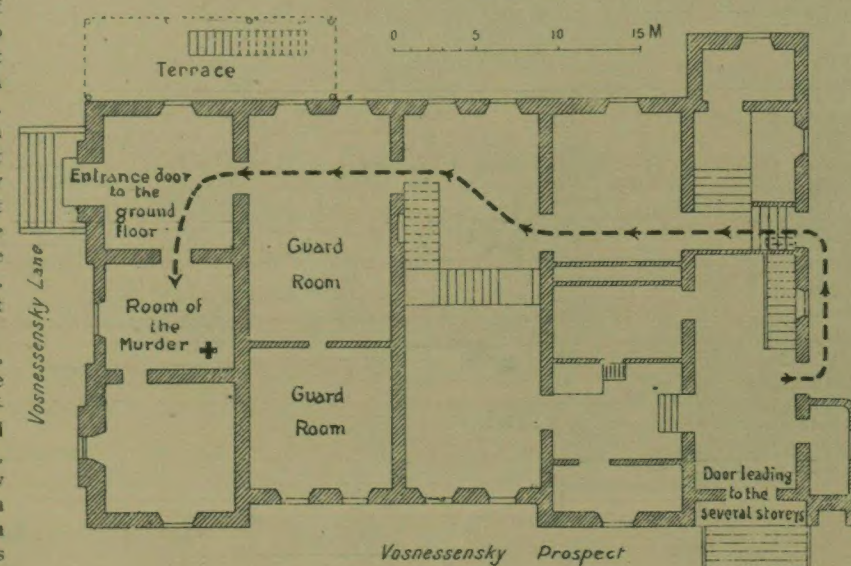 0 5 10 15 M
Terrace
Entrance door
to the
ground
floor
Guard
Room
Room of
the
Murder
Guard
Room
Vosnessensky Lane
Door leading
to the
several storeys
Vosnessensky Prospect